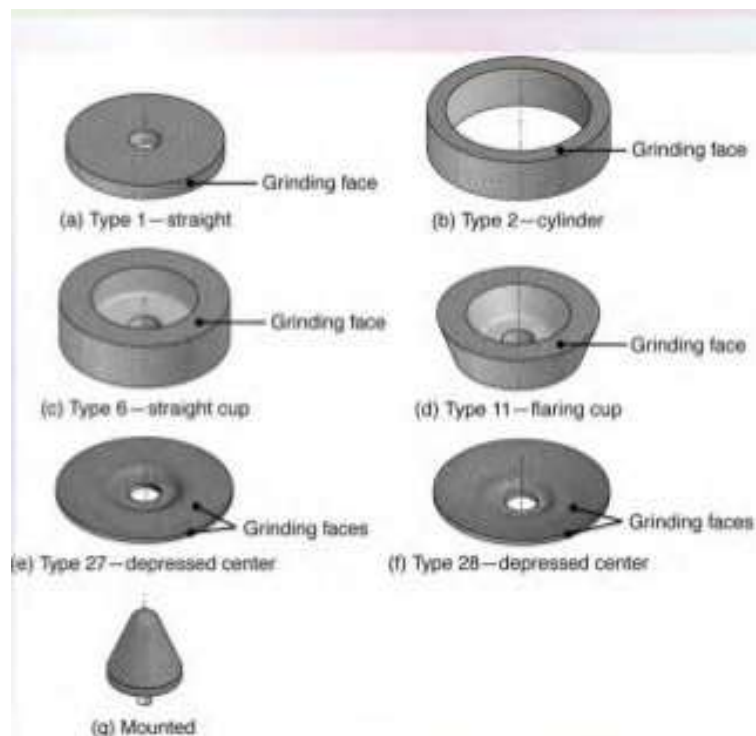 Grinding face
(a) Type 1—straight
Grinding face
(b) Type 2—cylinder
Grinding face
(c) Type 6—straight cup
Grinding face
(d) Type 11—flaring cup
Grinding faces
(e) Type 27—depressed center
Grinding faces
(f) Type 28—depressed center
(g) Mounted